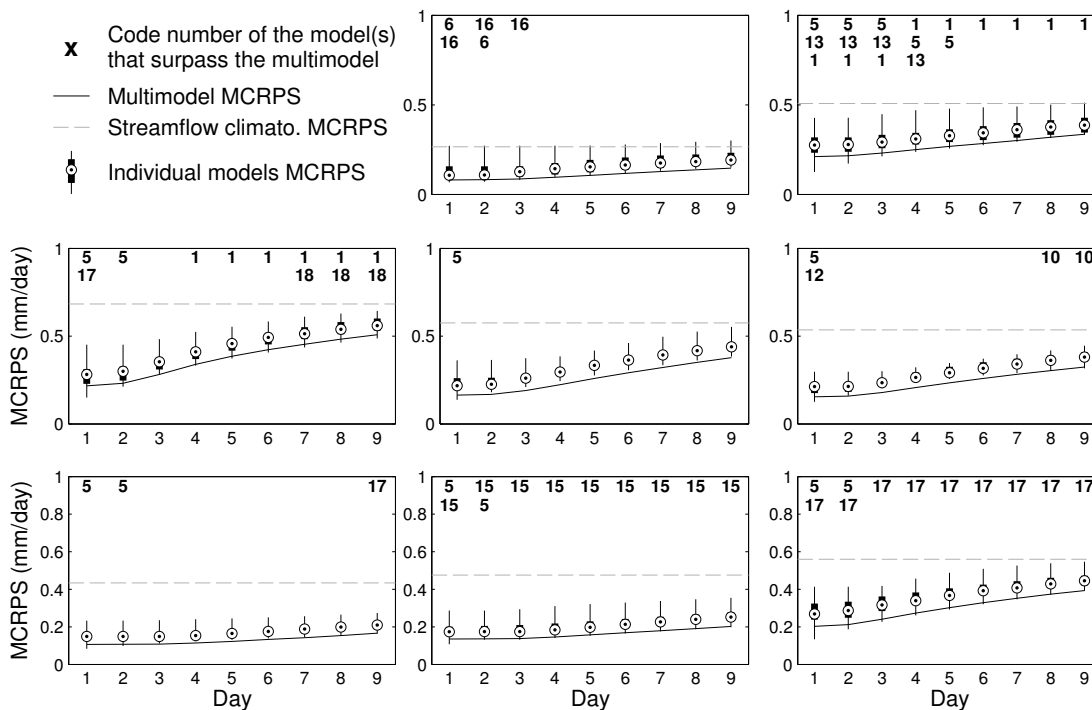 x Code number of the model(s)
that surpass the multimodel
Multimodel MCRPS
Streamflow climato. MCRPS
Individual models MCRPS
6 16 16
16 6
1
0.5
0
1 2 3 4 5 6 7 8 9
5 5 5 1 1 1 1 1 1
13 13 13 5 5
1 1 1 13
1
0.5
0
1 2 3 4 5 6 7 8 9
MCRPS (mm/day)
5 5 1 1 1 1 1 1
17 18 18 18
1
0.5
0
1 2 3 4 5 6 7 8 9
5
1
0.5
0
1 2 3 4 5 6 7 8 9
5 10 10
12
1
0.5
0
1 2 3 4 5 6 7 8 9
MCRPS (mm/day)
5 5 17
1
0.8
0.6
0.4
0.2
0
1 2 3 4 5 6 7 8 9
Day
5 15 15 15 15 15 15 15 15
15 5
1
0.8
0.6
0.4
0.2
0
1 2 3 4 5 6 7 8 9
Day
5 5 17 17 17 17 17 17 17
17 17
1
0.8
0.6
0.4
0.2
0
1 2 3 4 5 6 7 8 9
Day